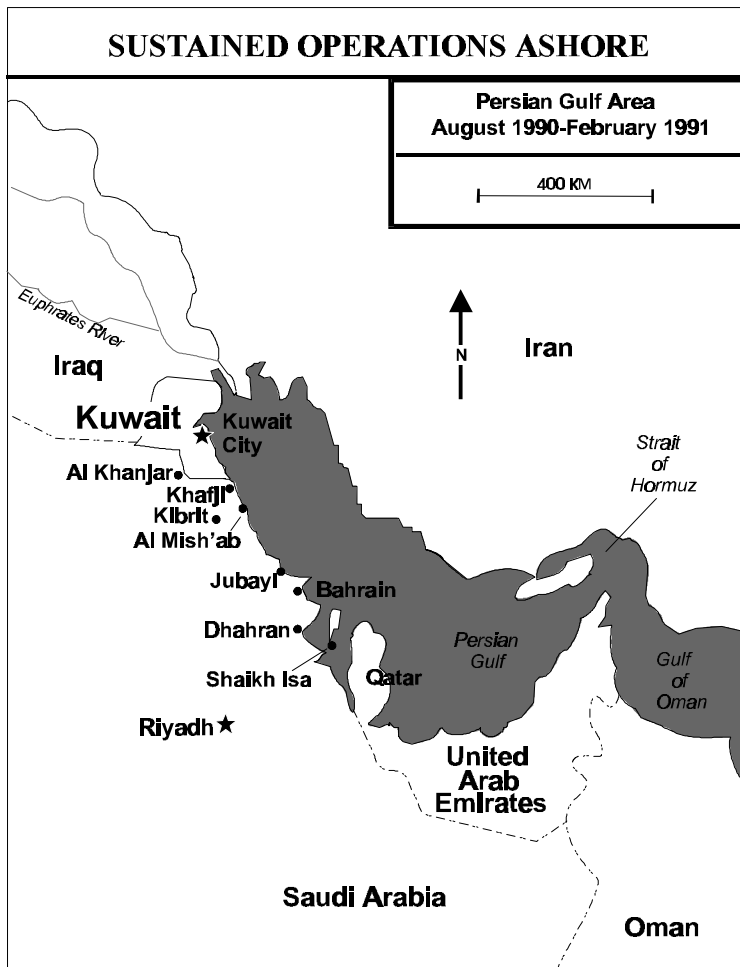 SUSTAINED OPERATIONS ASHORE
Persian Gulf Area
August 1990-February 1991
400 KM
Euphrates River
Iraq
N
Iran
Kuwait
Kuwait
City
Strait
of
Hormuz
Al Khanjar
Khafji
Kibrit
Al Mish'ab
Jubayl
Bahrain
Dhahran
Shaikh Isa
Qatar
Persian
Gulf
Gulf
of
Oman
Riyadh
United
Arab
Emirates
Saudi Arabia
Oman